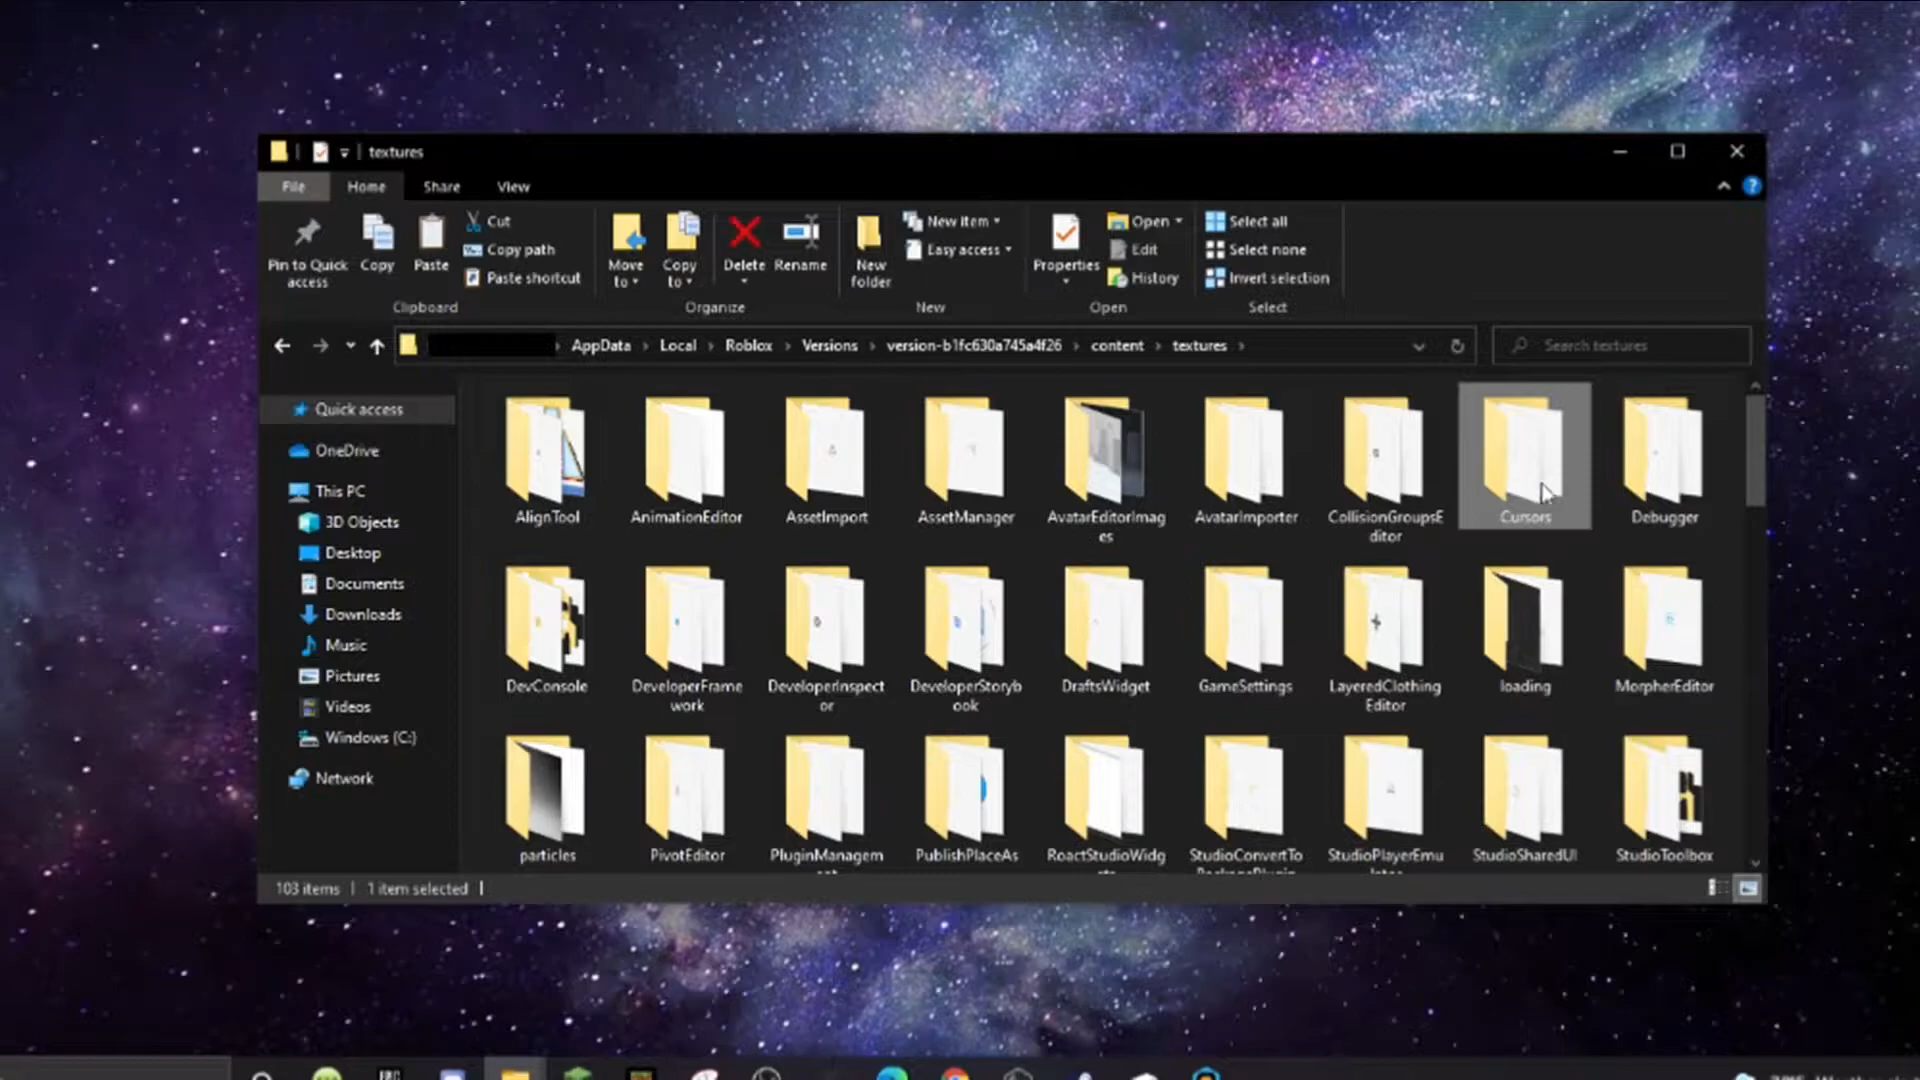 textures
File Home Share View
Pin to Quick access
Copy
Paste
Cut
Copy path
Paste shortcut
Move to
Copy to
Delete
Rename
New folder
New item
Easy access
Properties
Open
Edit
History
Select all
Select none
Invert selection
Clipboard Organize New Open Select
AppData Local Roblox Versions version-b1fc630a745a4f26 content textures
Search textures
Quick access
OneDrive
This PC
3D Objects
Desktop
Documents
Downloads
Music
Pictures
Videos
Windows (C:)
Network
AlignTool
AnimationEditor
AssetImport
AssetManager
AvatarEditorImag
es
AvatarImporter
CollisionGroupsE
ditor
Cursors
Debugger
DevConsole
DeveloperFrame
work
DeveloperInspect
or
DeveloperStoryb
ook
DraftsWidget
GameSettings
LayeredClothing
Editor
loading
MorpherEditor
particles
PivotEditor
PluginManagem
PublishPlaceAs
RoactStudioWidg
StudioConvertTo
PackagePlugin
StudioPlayerEmu
StudioSharedUI
StudioToolbox
103 items 1 item selected